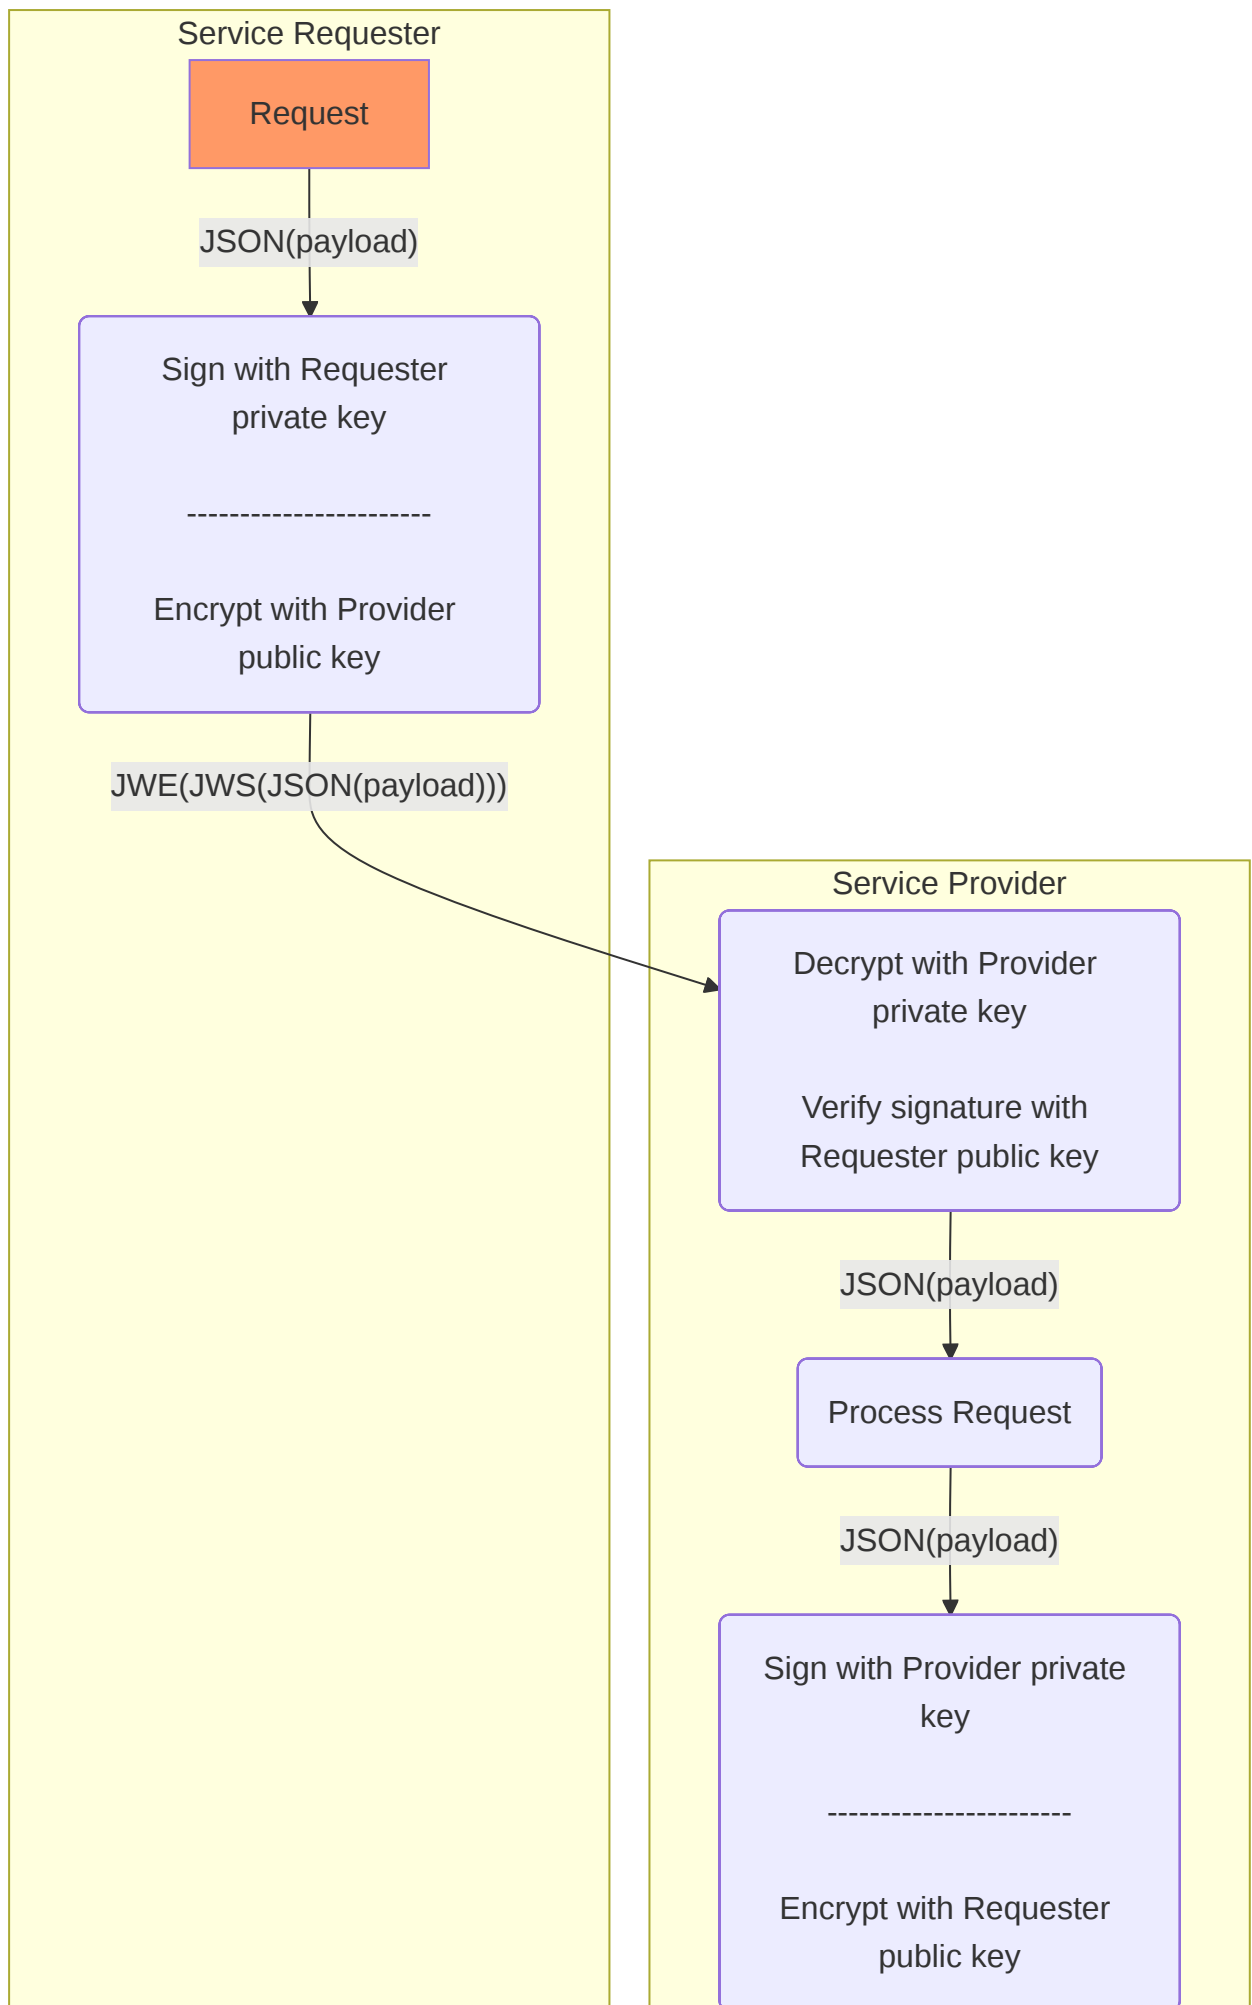 Service Requester
Request
JSON(payload)
Sign with Requester
private key
-----------------------
Encrypt with Provider
public key
JWE(JWS(JSON(payload)))
Service Provider
Decrypt with Provider
private key
Verify signature with
Requester public key
JSON(payload)
Process Request
JSON(payload)
Sign with Provider private
key
-----------------------
Encrypt with Requester
public key